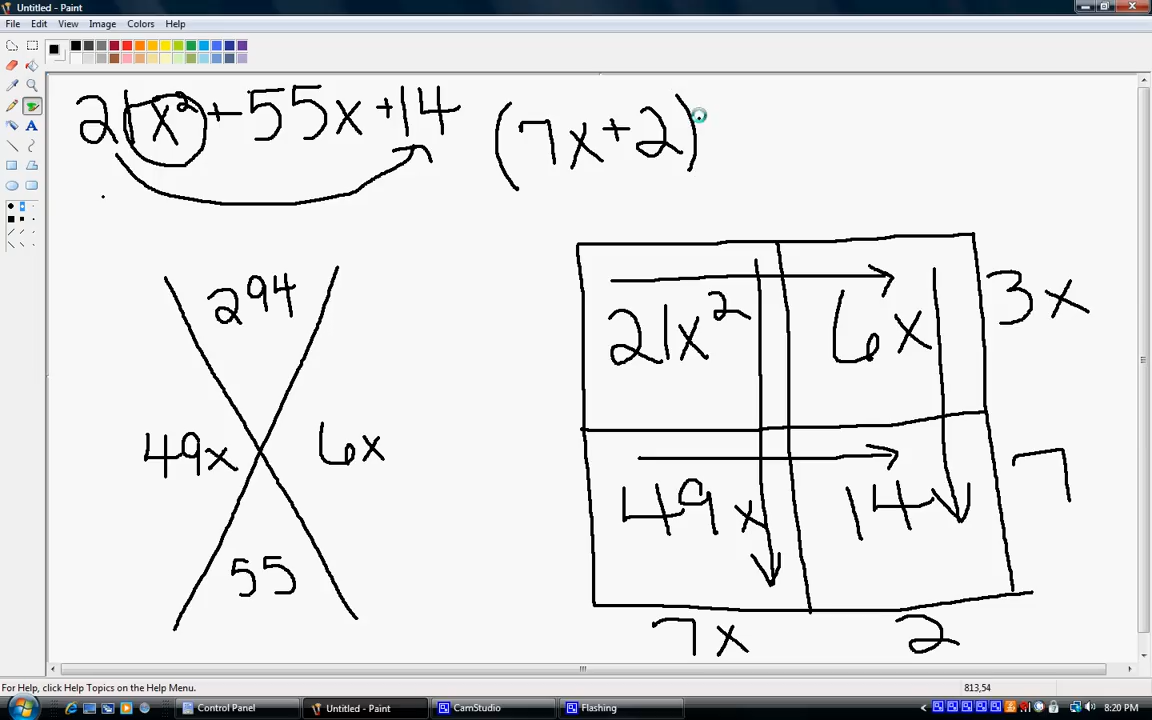 Untitled - Paint
File Edit View Image Colors Help
21x² + 55x + 14 (7x + 2)
294
49x 6x
55
21x² 6x 3x
49x 14 7
7x 2
For Help, click Help Topics on the Help Menu.
813,54
Control Panel Untitled - Paint CamStudio Flashing 8:20 PM